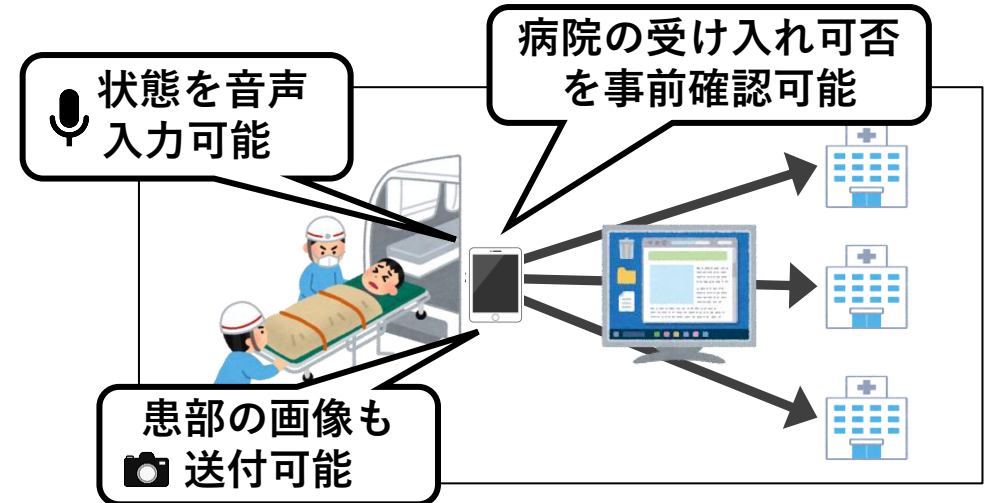 状態を音声
入力可能
病院の受け入れ可否
を事前確認可能
患部の画像も
送付可能